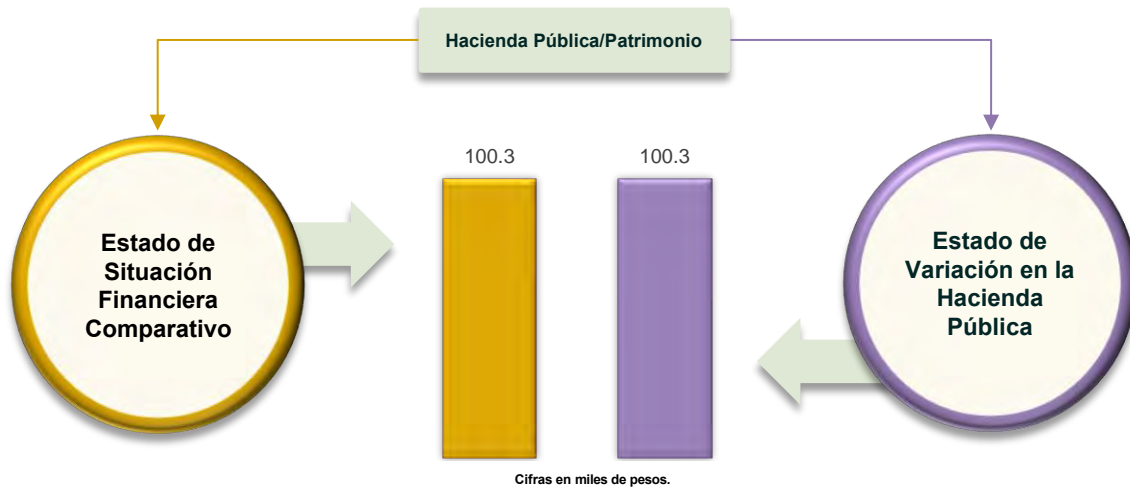 Hacienda Pública/Patrimonio
100.3
100.3
Estado de
Situación
Financiera
Comparativo
Estado de
Variación en la
Hacienda
Pública
Cifras en miles de pesos.